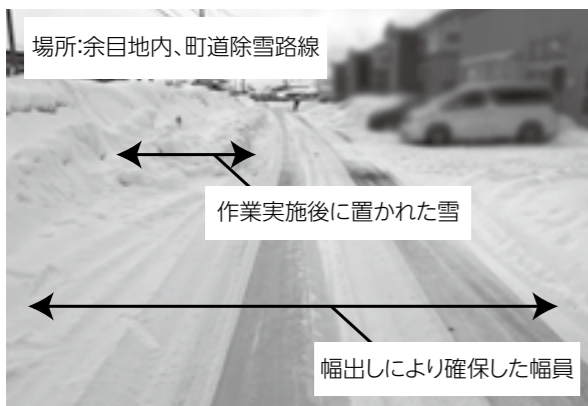 場所:余目地内、町道除雪路線
作業実施後に置かれた雪
幅出しにより確保した幅員